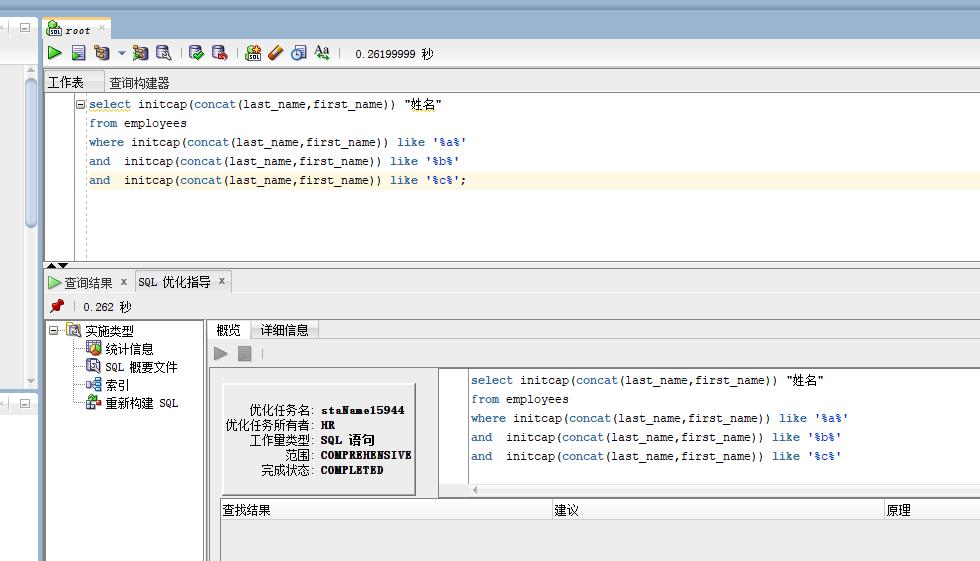 root
0.26199999 秒
工作表 查询构建器
select initcap(concat(last_name,first_name)) "姓名"
from employees
where initcap(concat(last_name,first_name)) like '%a%'
and  initcap(concat(last_name,first_name)) like '%b%'
and  initcap(concat(last_name,first_name)) like '%c%';
查询结果 x SQL 优化指导 x
0.262 秒
实施类型
统计信息
SQL 概要文件
索引
重新构建 SQL
概览 详细信息
优化任务名: staName15944
优化任务所有者: HR
工作量类型: SQL 语句
范围: COMPREHENSIVE
完成状态: COMPLETED
select initcap(concat(last_name,first_name)) "姓名"
from employees
where initcap(concat(last_name,first_name)) like '%a%'
and  initcap(concat(last_name,first_name)) like '%b%'
and  initcap(concat(last_name,first_name)) like '%c%'
查找结果 建议 原理